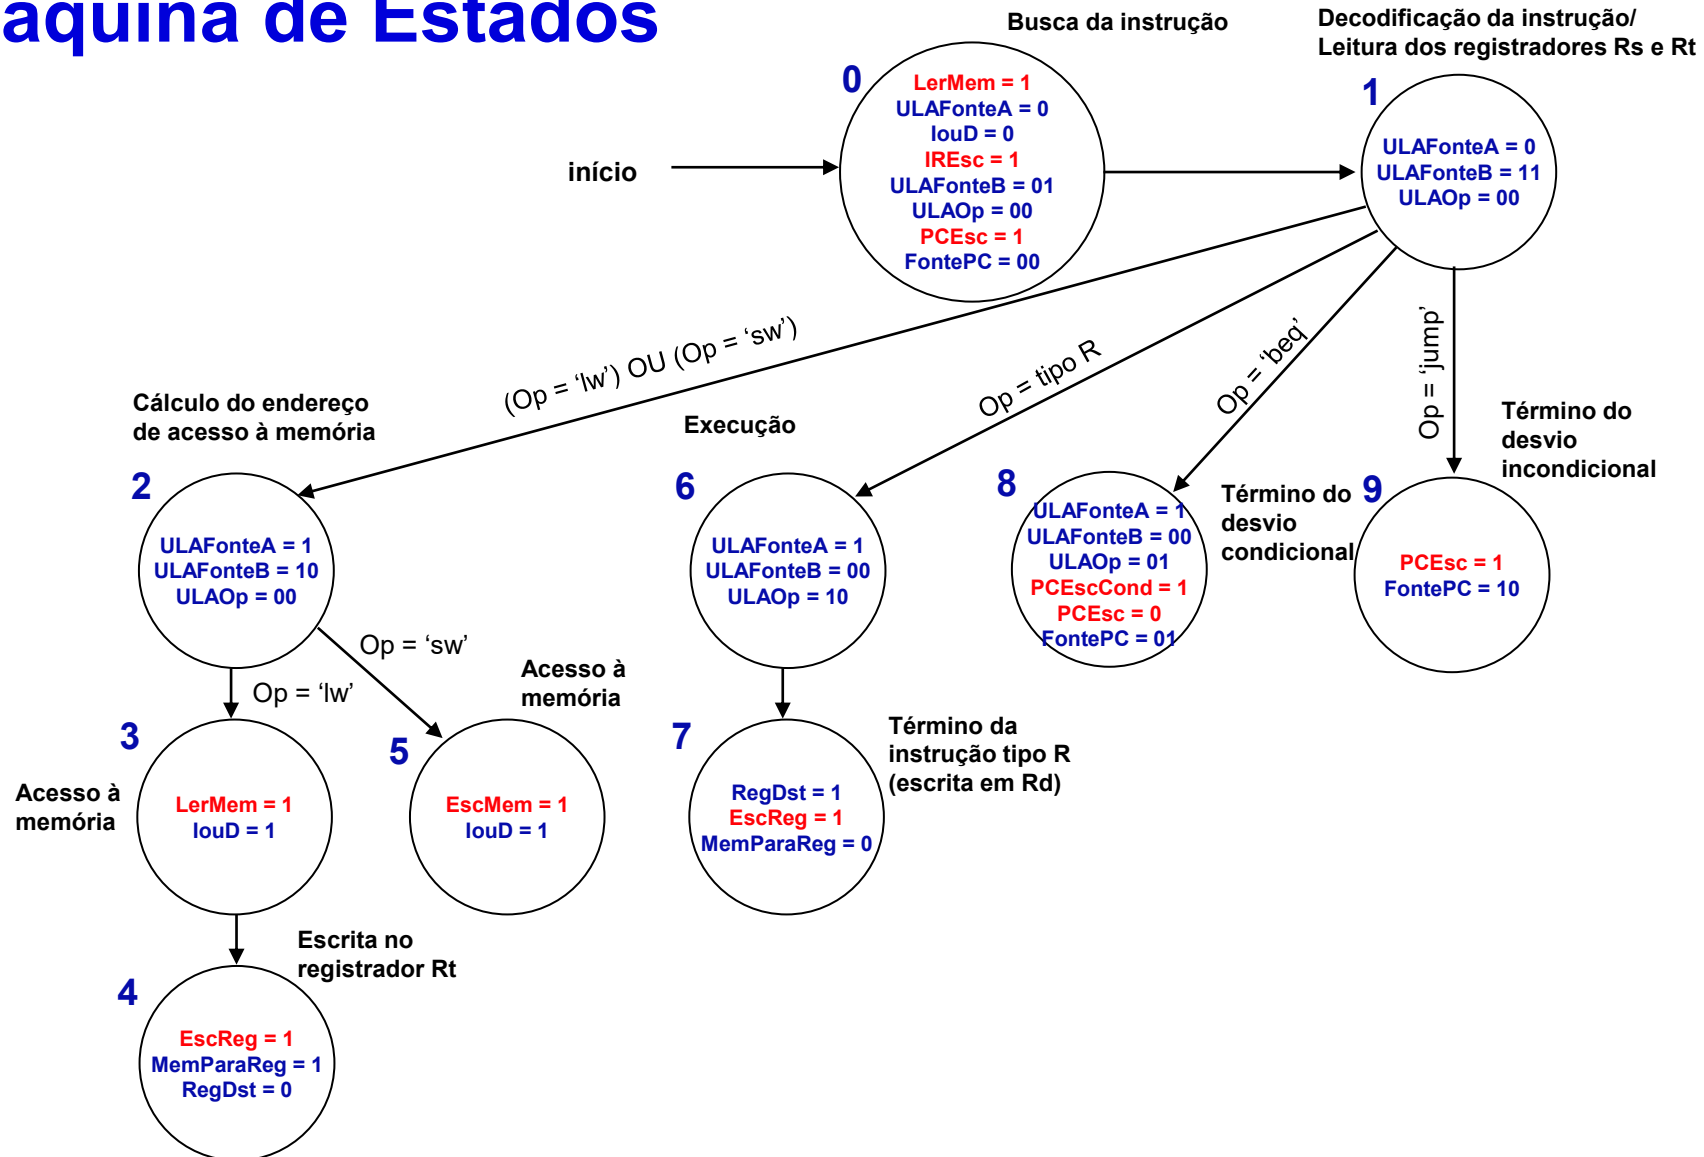 aquina de Estados
Busca da instrução
Decodificação da instrução/
Leitura dos registradores Rs e Rt
0
LerMem = 1
ULAFonteA = 0
IouD = 0
IREsc = 1
ULAFonteB = 01
ULAOp = 00
PCEsc = 1
FontePC = 00
1
ULAFonteA = 0
ULAFonteB = 11
ULAOp = 00
início
(Op = ‘lw’) OU (Op = ‘sw’)
Op = tipo R
Op = ‘beq’
Op = ‘jump’
Cálculo do endereço
de acesso à memória
2
ULAFonteA = 1
ULAFonteB = 10
ULAOp = 00
Execução
6
ULAFonteA = 1
ULAFonteB = 00
ULAOp = 10
8
ULAFonteA = 1
ULAFonteB = 00
ULAOp = 01
PCEscCond = 1
PCEsc = 0
FontePC = 01
Término do
desvio
condicional
Término do
desvio
incondicional
9
PCEsc = 1
FontePC = 10
Op = ‘sw’
Op = ‘lw’
Acesso à
memória
3
LerMem = 1
IouD = 1
Acesso à
memória
5
EscMem = 1
IouD = 1
7
RegDst = 1
EscReg = 1
MemParaReg = 0
Término da
instrução tipo R
(escrita em Rd)
Escrita no
registrador Rt
4
EscReg = 1
MemParaReg = 1
RegDst = 0